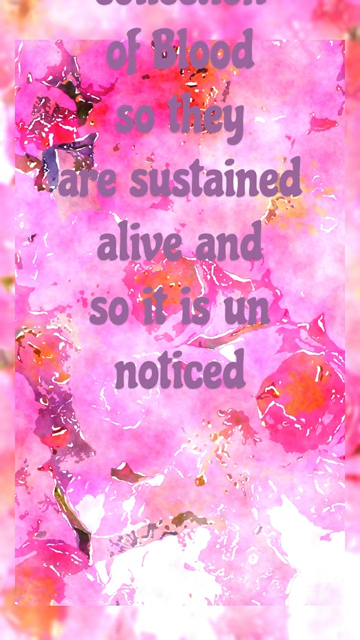 of Blood
so they
are sustained
alive and
so it is un
noticed